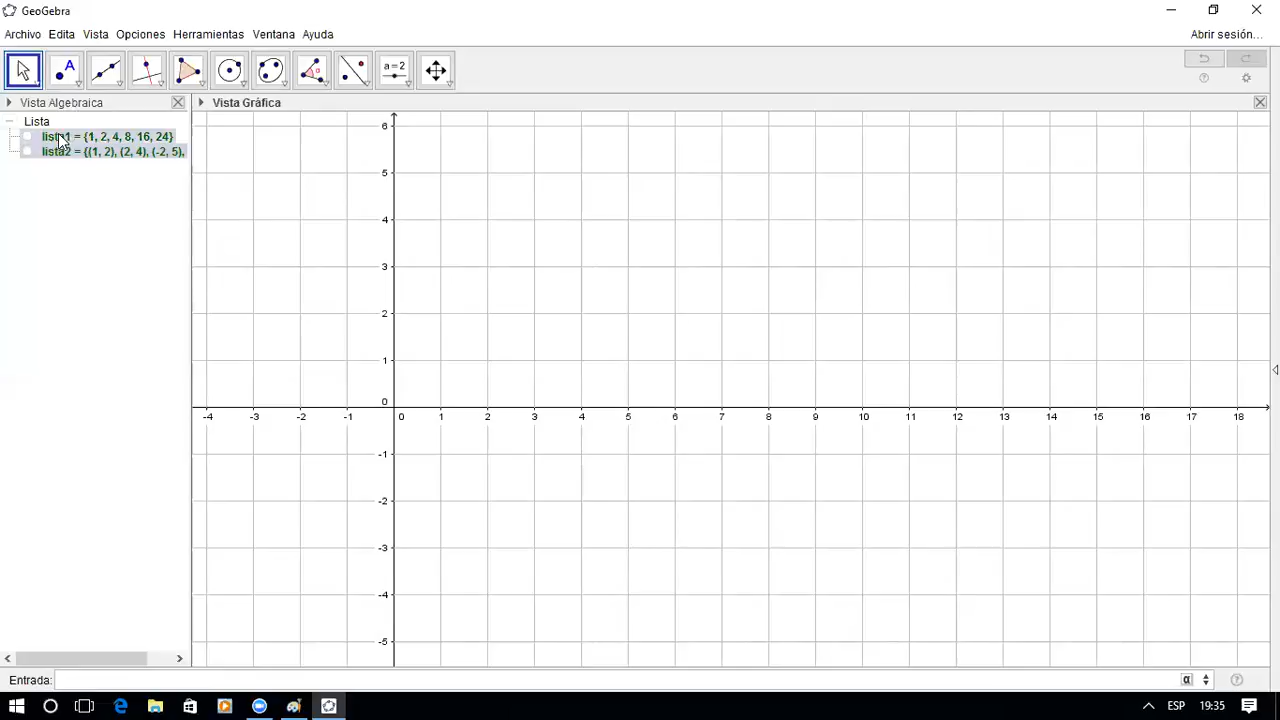 GeoGebra
Archivo Edita Vista Opciones Herramientas Ventana Ayuda
Abrir sesión...
A
a = 2
Vista Algebraica
Vista Gráfica
Lista
lista1 = {1, 2, 4, 8, 16, 24}
lista2 = {(1, 2), (2, 4), (-2, 5),
6
5
4
3
2
1
0
-4 -3 -2 -1 0 1 2 3 4 5 6 7 8 9 10 11 12 13 14 15 16 17 18
-1
-2
-3
-4
-5
Entrada:
α
ESP 19:35